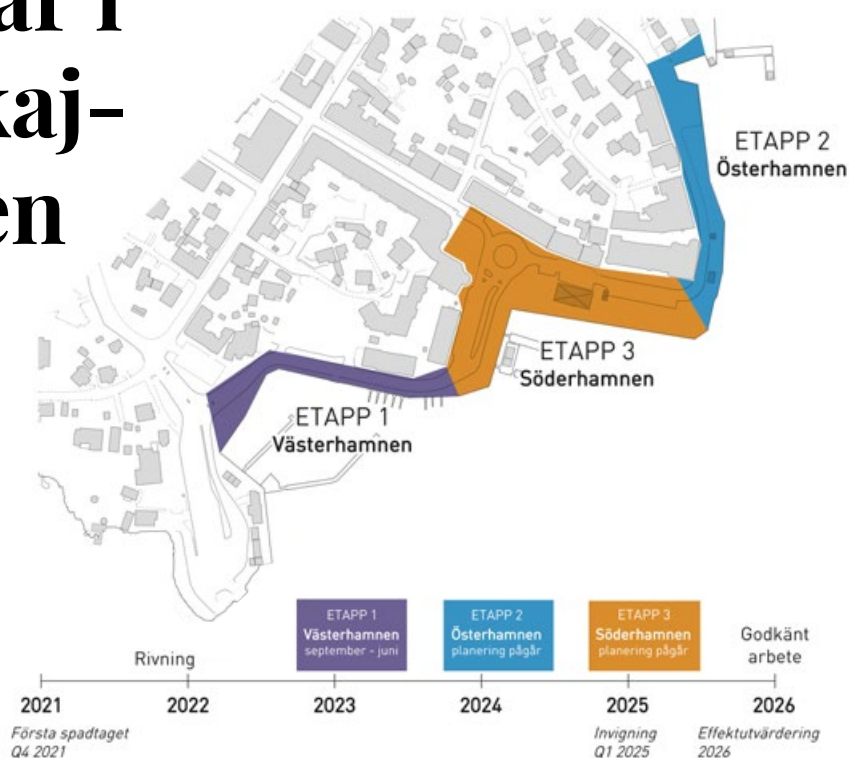 kaj-
en
ETAPP 2
Österhamnen
ETAPP 3
Söderhamnen
ETAPP 1
Västerhamnen
ETAPP 1
Västerhamnen
september - juni
ETAPP 2
Österhamnen
planering pågår
ETAPP 3
Söderhamnen
planering pågår
Rivning
Godkänt
arbete
2021
2022
2023
2024
2025
2026
Första spadtaget
Q4 2021
Invigning
Q1 2025
Effektutvärdering
2026